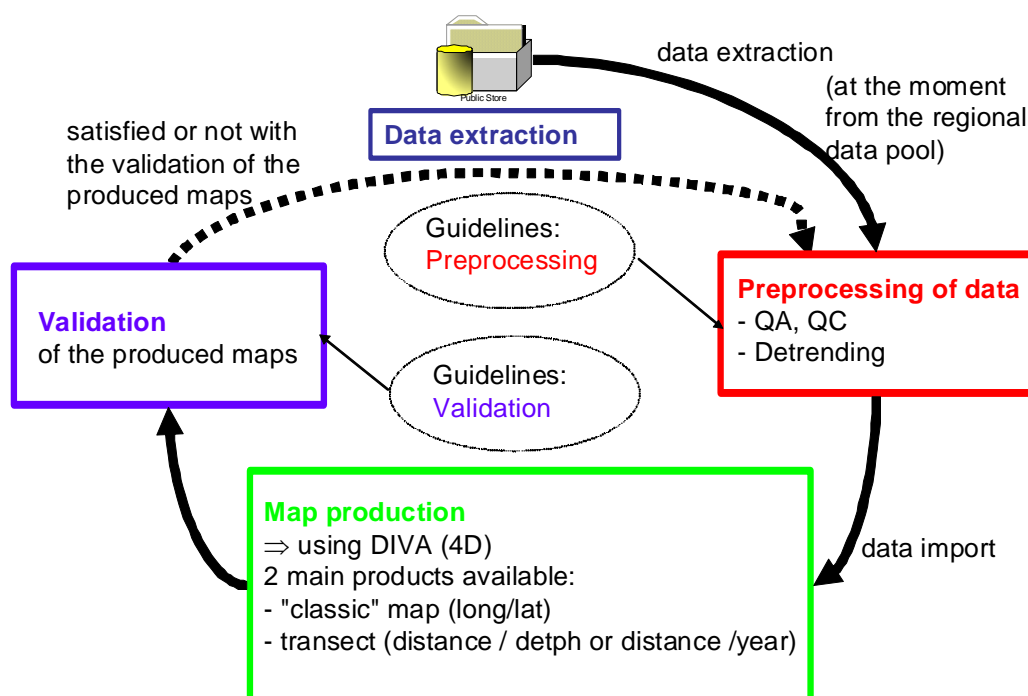 Public Store
Data extraction
data extraction
(at the moment
from the regional
data pool)
satisfied or not with
the validation of the
produced maps
Guidelines:
Preprocessing
Preprocessing of data
- QA, QC
- Detrending
Validation
of the produced maps
Guidelines:
Validation
Map production
⇒ using DIVA (4D)
2 main products available:
- "classic" map (long/lat)
- transect (distance / detph or distance /year)
data import